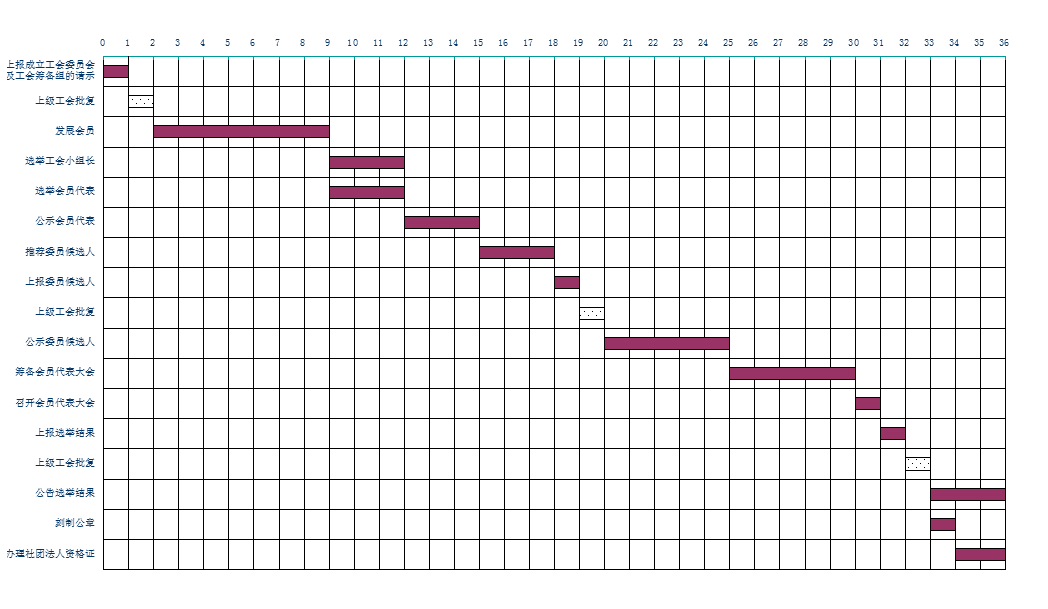 0 1 2 3 4 5 6 7 8 9 10 11 12 13 14 15 16 17 18 19 20 21 22 23 24 25 26 27 28 29 30 31 32 33 34 35 36
上报成立工会委员会
及工会筹备组的请示
上级工会批复
发展会员
选举工会小组长
选举会员代表
公示会员代表
推荐委员候选人
上报委员候选人
上级工会批复
公示委员候选人
筹备会员代表大会
召开会员代表大会
上报选举结果
上级工会批复
公告选举结果
刻制公章
办理社团法人资格证